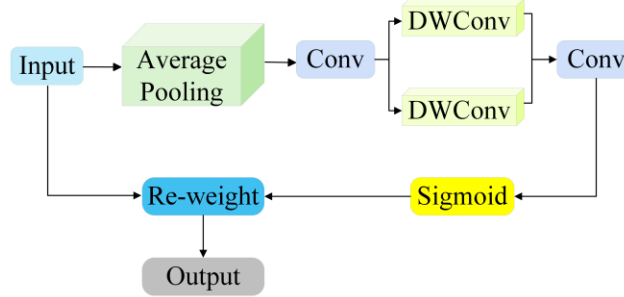 Input
Average
Pooling
Conv
DWConv
DWConv
Conv
Re-weight
Sigmoid
Output